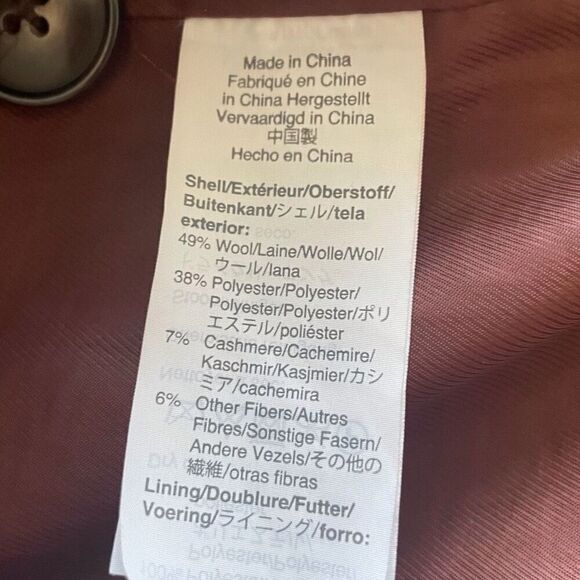 Made in China
Fabriqué en Chine
in China Hergestellt
Vervaardigd in China
中国製
Hecho en China
Shell/Extérieur/Oberstoff/
Buitenkant/シェル/tela
exterior:
49% Wool/Laine/Wolle/Wol/
ウール/lana
38% Polyester/Polyester/
Polyester/Polyester/ポリ
エステル/poliéster
7% Cashmere/Cachemire/
Kaschmir/Kasjmier/カシ
ミア/cachemira
6% Other Fibers/Autres
Fibres/Sonstige Fasern/
Andere Vezels/その他の
繊維/otras fibras
Lining/Doublure/Futter/
Voering/ライニング/forro: